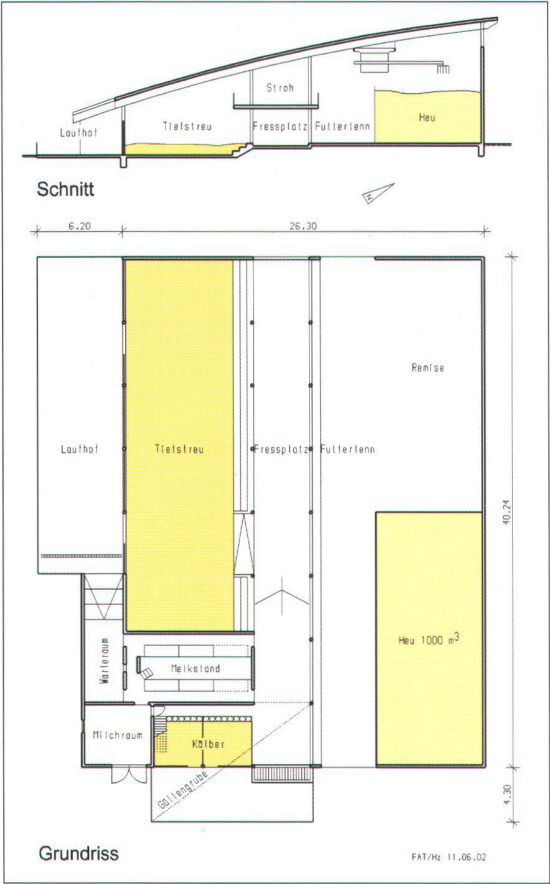 Stroh
Laufhof
Tiefstreu
Fressplatz
Futtertenn
Heu
Schnitt
N
6.20
26.30
Remise
Laufhof
Tiefstreu
Fressplatz
Futtertenn
40.24
Heu 1000 m³
Warteraum
Melkstand
Milchraum
Kälber
Güllengrube
4.30
Grundriss
FAT/Hz 11.06.02